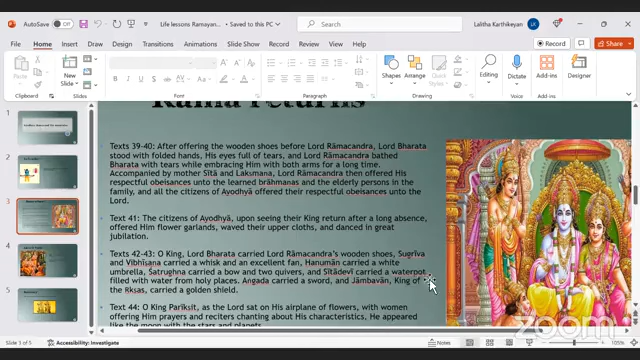 AutoSave Off Life lessons Ramayan... • Saved to this PC Search Lalitha Karthikeyan LK
File Home Insert Draw Design Transitions Animations Slide Show Record Review View Help Record Share
Paste New Slide Shapes Arrange Editing Dictate Add-ins Designer
Clipboard Slides Font Paragraph Drawing Voice Add-ins
Rama returns
Texts 39-40: After offering the wooden shoes before Lord Rāmacandra, Lord Bharata
stood with folded hands, His eyes full of tears, and Lord Rāmacandra bathed
Bharata with tears while embracing Him with both arms for a long time.
Accompanied by mother Sītā and Lakṣmaṇa, Lord Rāmacandra then offered His
respectful obeisances unto the learned brāhmaṇas and the elderly persons in the
family, and all the citizens of Ayodhyā offered their respectful obeisances unto the
Lord.
Text 41: The citizens of Ayodhyā, upon seeing their King return after a long absence,
offered Him flower garlands, waved their upper cloths, and danced in great
jubilation.
Texts 42-43: O King, Lord Bharata carried Lord Rāmacandra's wooden shoes, Sugrīva
and Vibhīṣaṇa carried a whisk and an excellent fan, Hanumān carried a white
umbrella, Śatrughna carried a bow and two quivers, and Sītādevī carried a waterpot
filled with water from holy places. Aṅgada carried a sword, and Jāmbavān, King of
the Ṛkṣas, carried a golden shield.
Text 44: O King Parīkṣit, as the Lord sat on His airplane of flowers, with women
offering Him prayers and reciters chanting about His characteristics, He appeared
like the moon with the stars and planets.
1
2
3
4
5
zoom
Slide 3 of 5 Accessibility: Investigate Notes 105%